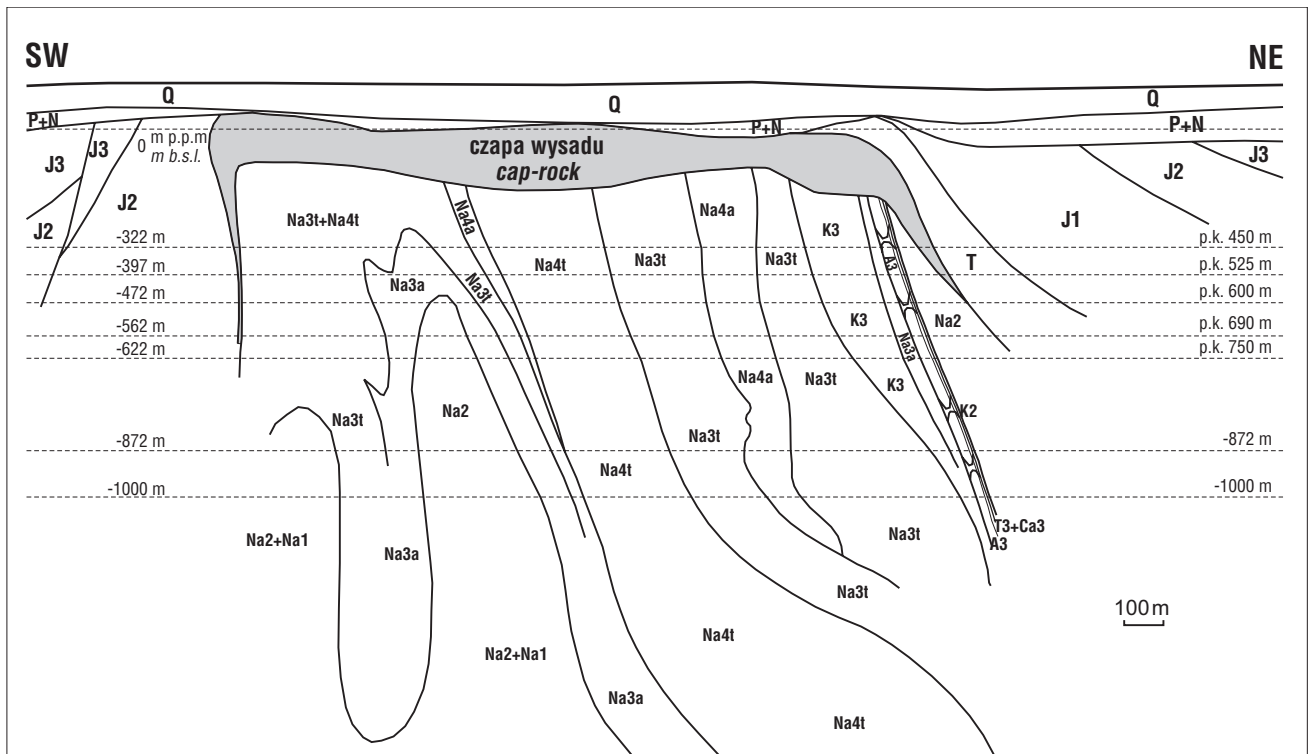 SW
NE
Q
Q
Q
P+N
P+N
P+N
0 m p.p.m
m b.s.l.
czapa wysadu
cap-rock
J3
J3
J3
J2
J2
J2
J1
T
Na3t+Na4t
Na4a
Na4t
Na3t
Na4a
Na3t
K3
A3
Na3t
Na3a
-322 m
p.k. 450 m
-397 m
p.k. 525 m
-472 m
p.k. 600 m
-562 m
p.k. 690 m
-622 m
p.k. 750 m
K3
Na2
Na3a
K3
Na4a
Na3t
Na2
Na3t
K2
Na3t
-872 m
-872 m
Na4t
-1000 m
-1000 m
Na2+Na1
Na3a
Na3t
T3+Ca3
A3
Na3t
100 m
Na4t
Na2+Na1
Na3a
Na4t